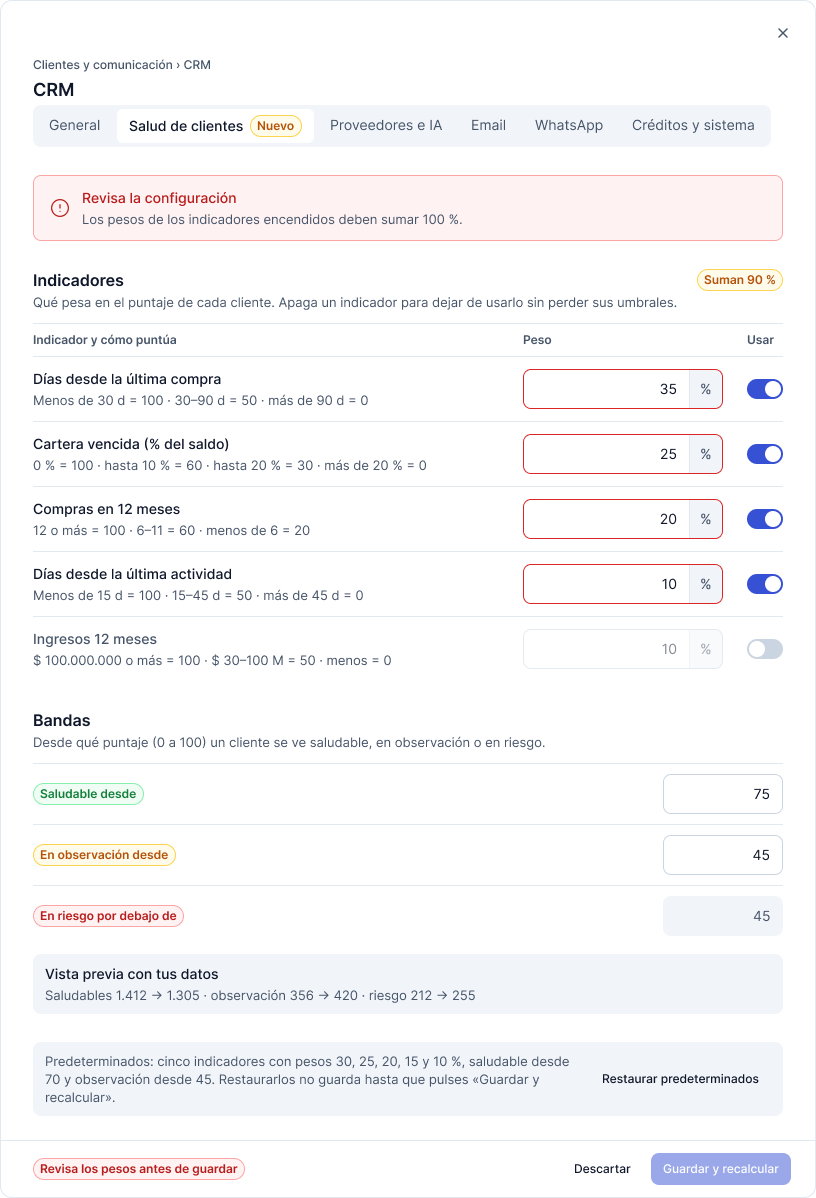 Clientes y comunicación › CRM
CRM
General
Salud de clientes
Nuevo
Proveedores e IA
Email
WhatsApp
Créditos y sistema
Revisa la configuración
Los pesos de los indicadores encendidos deben sumar 100 %.
Indicadores
Suman 90 %
Qué pesa en el puntaje de cada cliente. Apaga un indicador para dejar de usarlo sin perder sus umbrales.
Indicador y cómo puntúa
Peso
Usar
Días desde la última compra
Menos de 30 d = 100 · 30–90 d = 50 · más de 90 d = 0
35 %
Cartera vencida (% del saldo)
0 % = 100 · hasta 10 % = 60 · hasta 20 % = 30 · más de 20 % = 0
25 %
Compras en 12 meses
12 o más = 100 · 6–11 = 60 · menos de 6 = 20
20 %
Días desde la última actividad
Menos de 15 d = 100 · 15–45 d = 50 · más de 45 d = 0
10 %
Ingresos 12 meses
$ 100.000.000 o más = 100 · $ 30–100 M = 50 · menos = 0
10 %
Bandas
Desde qué puntaje (0 a 100) un cliente se ve saludable, en observación o en riesgo.
Saludable desde
75
En observación desde
45
En riesgo por debajo de
45
Vista previa con tus datos
Saludables 1.412 → 1.305 · observación 356 → 420 · riesgo 212 → 255
Predeterminados: cinco indicadores con pesos 30, 25, 20, 15 y 10 %, saludable desde
70 y observación desde 45. Restaurarlos no guarda hasta que pulses «Guardar y
recalcular».
Restaurar predeterminados
Revisa los pesos antes de guardar
Descartar
Guardar y recalcular